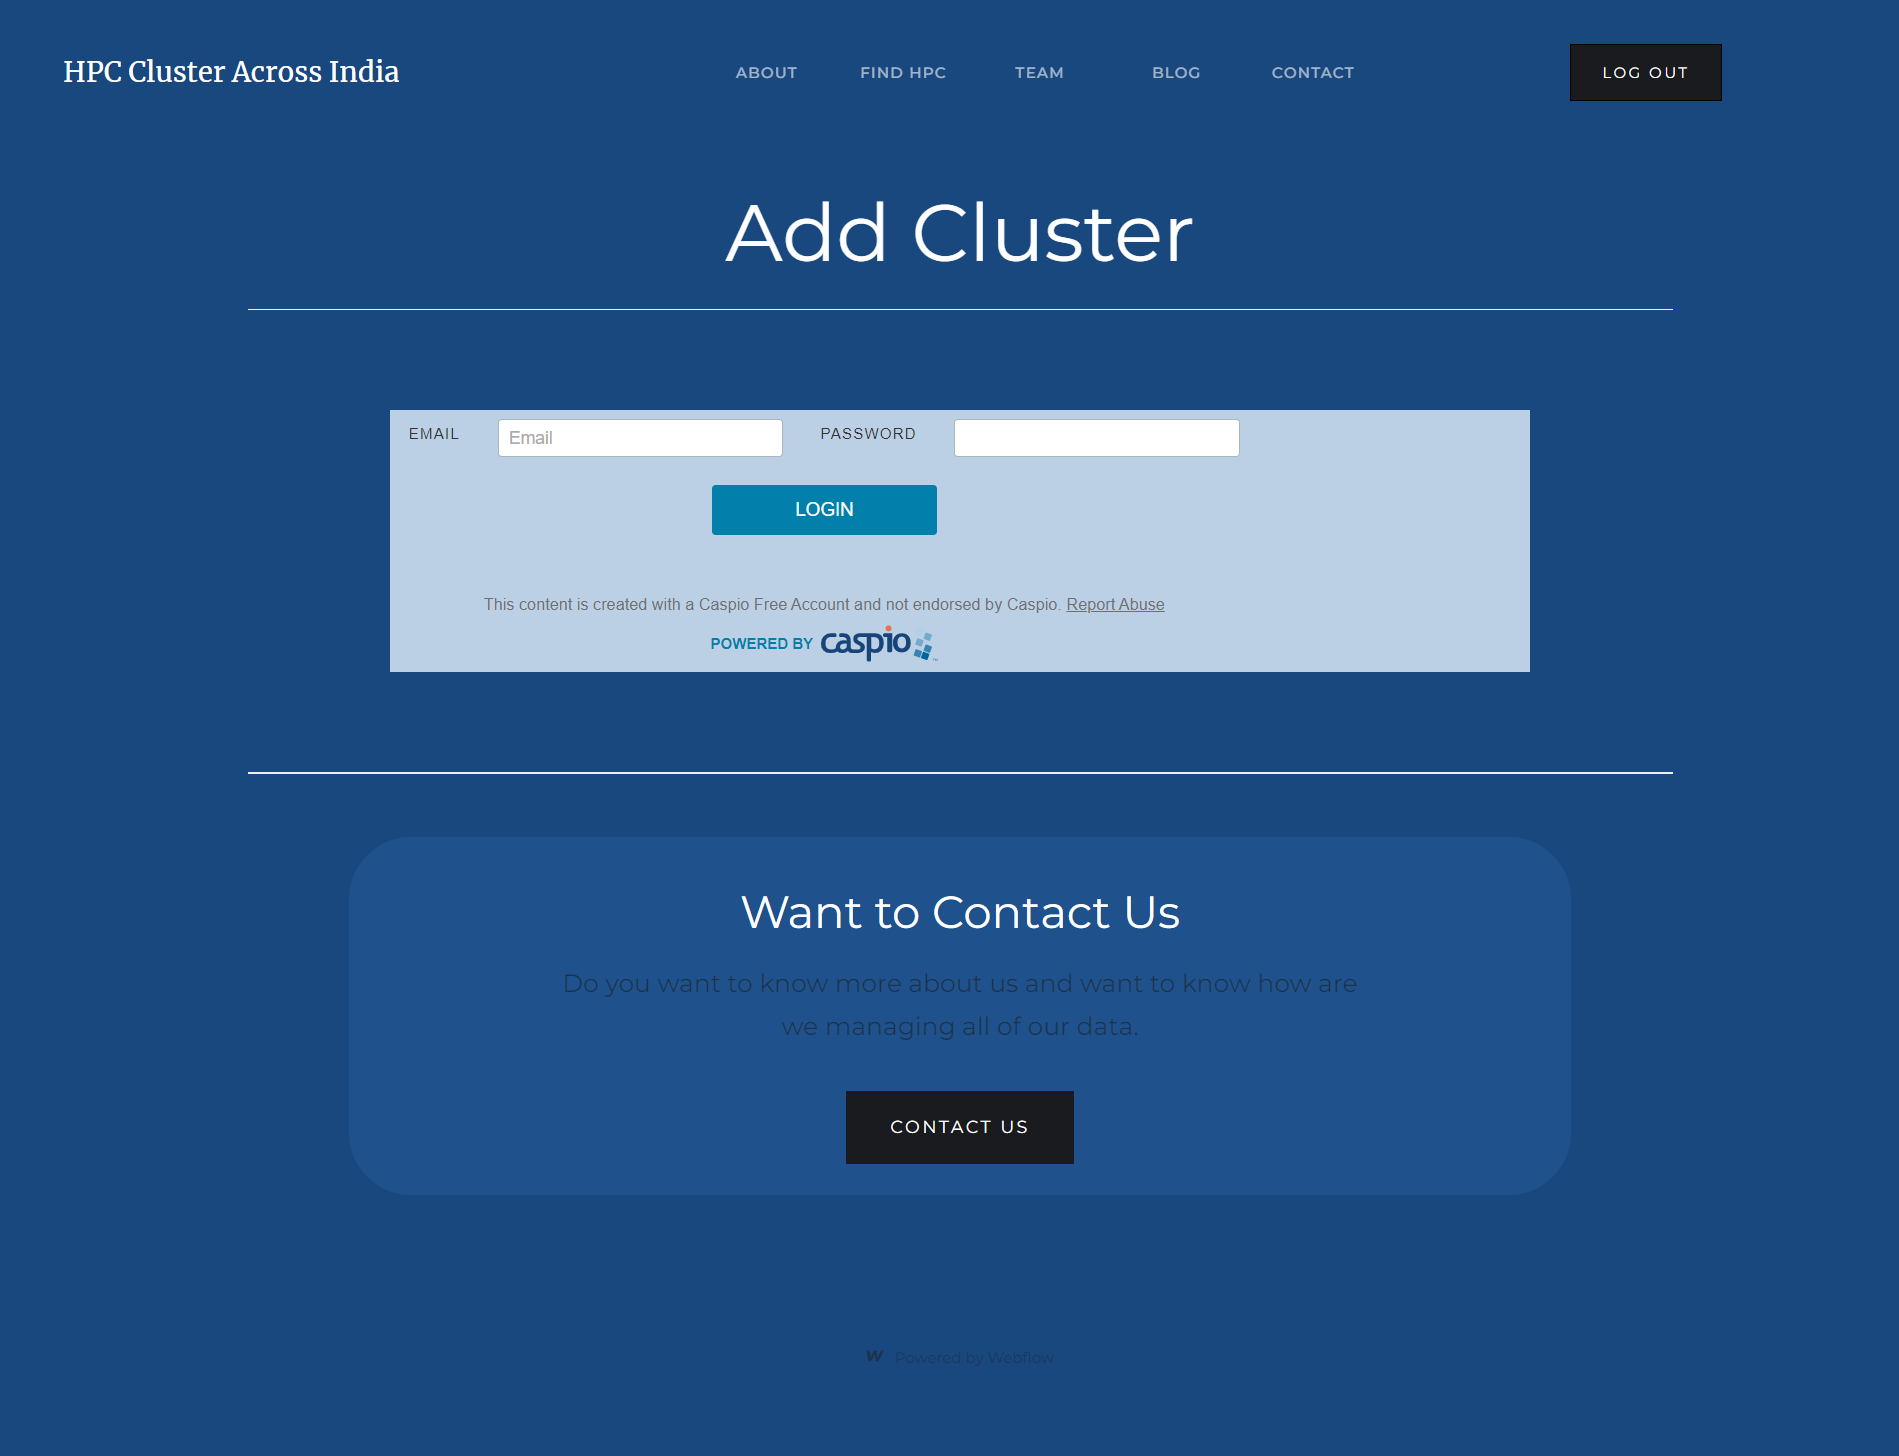 HPC Cluster Across India
ABOUT FIND HPC TEAM BLOG CONTACT
LOG OUT
Add Cluster
EMAIL Email PASSWORD
LOGIN
This content is created with a Caspio Free Account and not endorsed by Caspio. Report Abuse
POWERED BY caspio
Want to Contact Us
Do you want to know more about us and want to know how are
we managing all of our data.
CONTACT US
Powered by Webflow